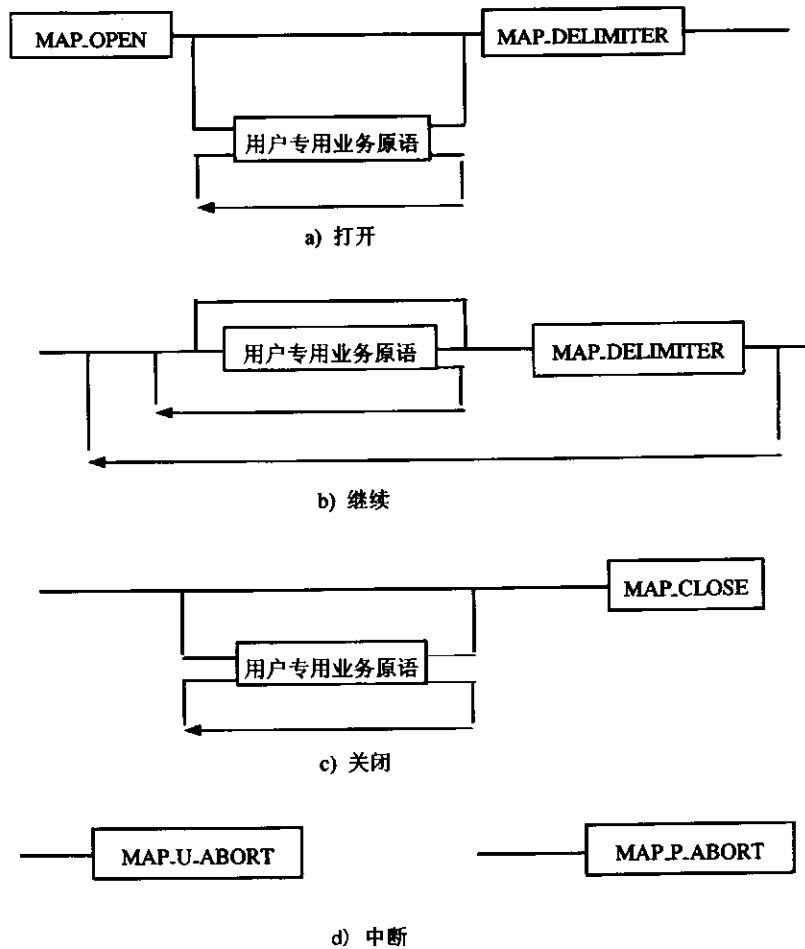 MAP-OPEN
MAP-DELIMITER
用户专用业务原语
a) 打开
用户专用业务原语
MAP-DELIMITER
b) 继续
MAP-CLOSE
用户专用业务原语
c) 关闭
MAP-U-ABORT
MAP-P-ABORT
d) 中断